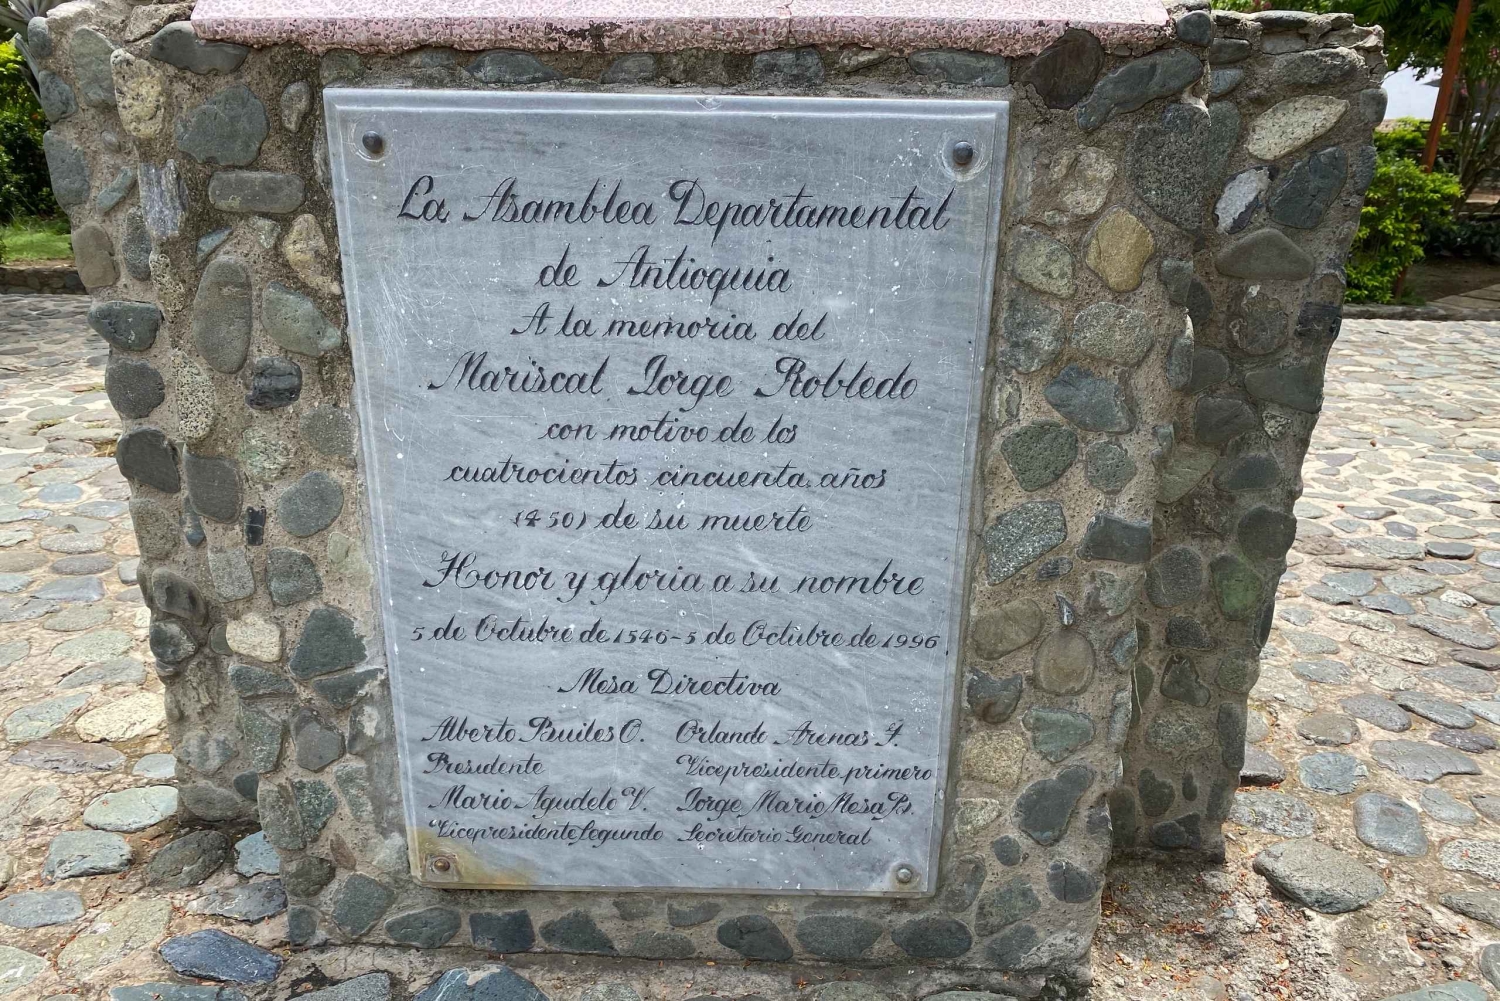 La Asamblea Departamental
de Antioquia
A la memoria del
Mariscal Jorge Robledo
con motivo de los
cuatrocientos cincuenta años
(450) de su muerte
Honor y gloria a su nombre
5 de Octubre de 1546-5 de Octubre de 1996
Mesa Directiva
Alberto Builes O. Orlando Arenas J.
Presidente Vicepresidente primero
Mario Agudelo V. Jorge Mario Mesa Ps.
Vicepresidente Segundo Secretario General